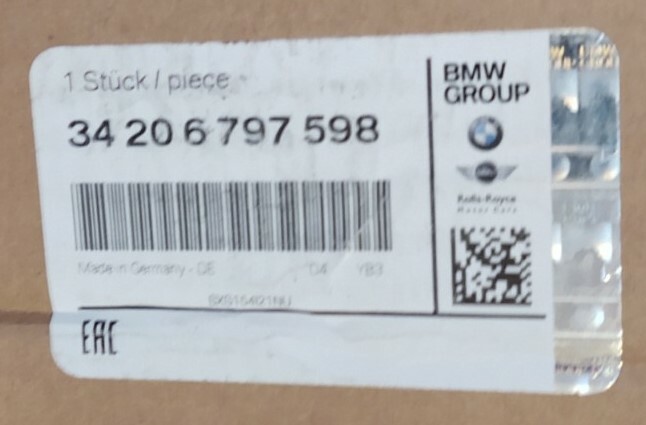 1 Stück / piece
34 20 6 797 598
Made in Germany - DE D4 YB3
BMW
GROUP
Rolls-Royce
Motor Cars
EAC